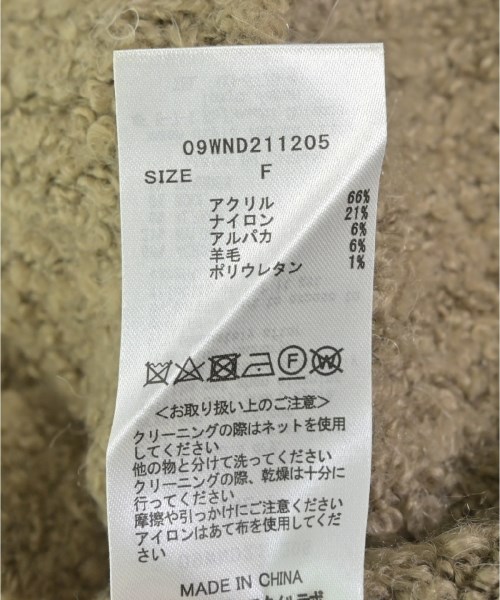 09WND211205
SIZE F
アクリル 66%
ナイロン 21%
アルパカ 6%
羊毛 6%
ポリウレタン 1%
F W
<お取り扱い上のご注意>
クリーニングの際はネットを使用
してください
他の物と分けて洗ってください
クリーニングの際、乾燥は十分に
行ってください
摩擦や引っかけにご注意ください
アイロンはあて布を使用してくだ
さい
MADE IN CHINA